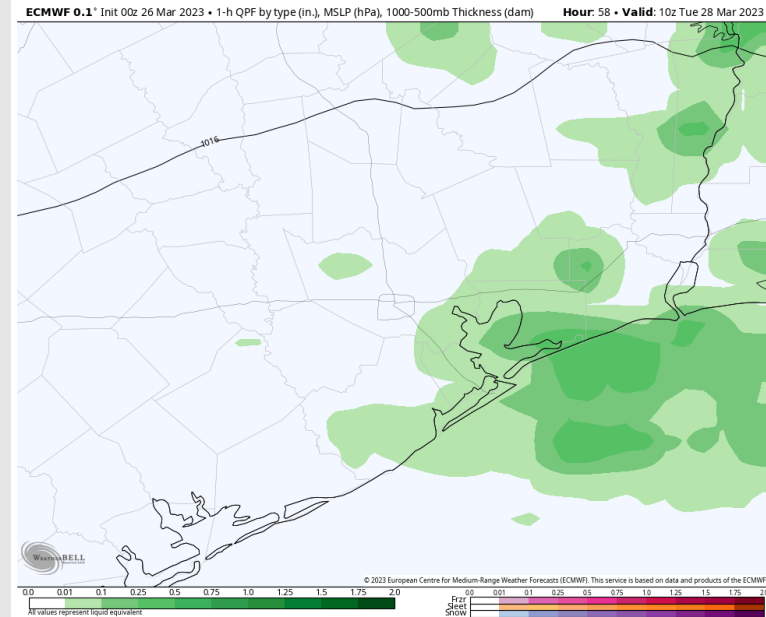 ECMWF 0.1° Init 00z 26 Mar 2023 • 1-h QPF by type (in.), MSLP (hPa), 1000-500mb Thickness (dam) Hour: 58 • Valid: 10z Tue 28 Mar 2023
1016
WeatherBELL
© 2023 European Centre for Medium-Range Weather Forecasts (ECMWF). This service is based on data and products of the ECMWF
0.0 0.01 0.1 0.25 0.5 0.75 1.0 1.25 1.5 1.75 2.0
All values represent liquid equivalent
0.0 0.01 0.1 0.25 0.5 0.75 1.0 1.25 1.5 1.75 2.0
Frzr
Sleet
Snow